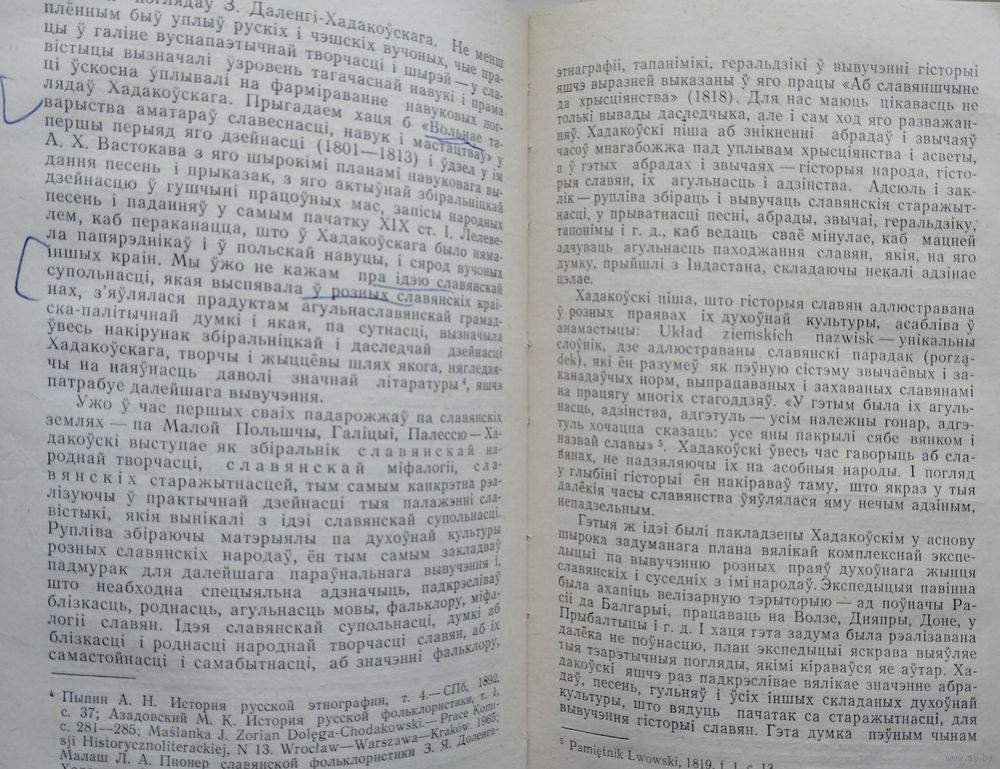 поглядаў З. Даленгі-Хадакоўскага. Не менш
плённым быў уплыў рускіх і чэшскіх вучоных, чые пра-
цы ў галіне вуснапаэтычнай творчасці і шырэй — у сла-
вістыцы вызначалі ўзровень тагачаснай навукі і прама
ці ўскосна ўплывалі на фарміраванне навуковых пог-
лядаў Хадакоўскага. Прыгадаем хаця б «Вольнае та-
варыства аматараў славеснасці, навук і мастацтваў» у
першы перыяд яго дзейнасці (1801—1813) і ўдзел у ім
А. Х. Вастокава з яго шырокімі планамі навуковага вы-
дання песень і прыказак, з яго актыўнай збіральніцкай
дзейнасцю ў гушчыні працоўных мас, запісы народных
песень і паданняў у самым пачатку XIX ст. І. Лелеве-
лем, каб пераканацца, што ў Хадакоўскага было няма-
ла папярэднікаў і ў польскай навуцы, і сярод вучоных
іншых краін. Мы ўжо не кажам пра ідэю славянскай
супольнасці, якая выспявала ў розных славянскіх краі-
нах, з'яўлялася прадуктам агульнаславянскай грамад-
ска-палітычнай думкі і якая, па сутнасці, вызначыла
ўвесь накірунак збіральніцкай і даследчай дзейнасці
Хадакоўскага, творчы і жыццёвы шлях якога, нягледзя-
чы на наяўнасць даволі значнай літаратуры⁴, яшчэ
патрабуе далейшага вывучэння.
Ужо ў час першых сваіх падарожжаў па славянскіх
землях — па Малой Польшчы, Галіцыі, Палессю — Ха-
дакоўскі выступае як збіральнік славянскай на-
роднай творчасці, славянскай міфалогіі, сла-
вянскіх старажытнасцей, тым самым канкрэтна рэа-
лізуючы ў практычнай дзейнасці тыя палажэнні сла-
вістыкі, якія вынікалі з ідэі славянскай супольнасці.
Рупліва збіраючы матэрыялы па духоўнай культуры
розных славянскіх народаў, ён тым самым закладваў
падмурак для далейшага параўнальнага вывучэння і,
што неабходна спецыяльна адзначыць, падкрэсліваў
блізкасць, роднасць, агульнасць мовы, фальклору, міфа-
логіі славян. Ідэя славянскай супольнасці, думкі аб
блізкасці і роднасці народнай творчасці славян, аб іх
самастойнасці і самабытнасці, аб значэнні фальклору,
⁴ Пыпин А. Н. История русской этнографии, т. 4.— СПб, 1892,
с. 37; Азадовский М. К. История русской фольклористики, т. 1,
с. 281—285; Maślanka J. Zorian Dołęga-Chodakowski.— Prace Komi-
sji Historycznoliterackiej, N 13. Wrocław—Warszawa—Kraków, 1965;
Малаш Л. А. Пионер славянской фольклористики З. Я. Доленга-
этнаграфіі, тапанімікі, геральдзікі ў вывучэнні гісторыі
яшчэ выразней выказаны ў яго працы «Аб славяншчыне
да хрысціянства» (1818). Для нас маюць цікавасць не
толькі вывады даследчыка, але і сам ход яго разважан-
няў. Хадакоўскі піша аб знікненні абрадаў і звычаяў
часоў мнагабожжа пад уплывам хрысціянства і асветы,
а ў гэтых абрадах і звычаях — гісторыя народа, гісто-
рыя славян, іх агульнасць і адзінства. Адсюль і зак-
лік — рупліва збіраць і вывучаць славянскія старажыт-
насці, у прыватнасці песні, абрады, звычаі, геральдзіку,
тапонімы і г. д., каб ведаць сваё мінулае, каб мацней
адчуваць агульнасць паходжання славян, якія, на яго
думку, прыйшлі з Індастана, складаючы некалі адзінае
цэлае.
Хадакоўскі піша, што гісторыя славян адлюстравана
ў розных праявах іх духоўнай культуры, асабліва ў
анамастыцы: Układ ziemskich nazwisk — унікальны
слоўнік, дзе адлюстраваны славянскі парадак (porzą-
dek), які ён разумеў як пэўную сістэму звычаёвых і за-
канадаўчых норм, выпрацаваных і захаваных славянамі
на працягу многіх стагоддзяў. «У гэтым была іх агуль-
насць, адзінства, адгэтуль — усім належны гонар, адгэ-
туль хочацца сказаць: усе яны пакрылі сябе вянком і
назвай славы»⁵. Хадакоўскі ўвесь час гаворыць аб сла-
вянах, не падзяляючы іх на асобныя народы. І погляд
у глыбіні гісторыі ён накіраваў таму, што якраз у тыя
далёкія часы славянства ўяўлялася яму нечым адзіным,
непадзельным.
Гэтыя ж ідэі былі пакладзены Хадакоўскім у аснову
шырока задуманага плана вялікай комплекснай экспе-
дыцыі па вывучэнню розных праяў духоўнага жыцця
славянскіх і суседніх з імі народаў. Экспедыцыя павінна
была ахапіць велізарную тэрыторыю — ад поўначы Ра-
сіі да Балгарыі, працаваць на Волзе, Дняпры, Доне, у
Прыбалтыцы і г. д. І хаця гэта задума была рэалізавана
далёка не поўнасцю, план экспедыцыі яскрава выяўляе
тыя тэарэтычныя погляды, якімі кіраваўся яе аўтар. Ха-
дакоўскі яшчэ раз падкрэслівае вялікае значэнне абра-
даў, песень, гульняў і ўсіх іншых складаных духоўнай
культуры, што вядуць пачатак са старажытнасці, для
вывучэння гісторыі славян. Гэта думка пэўным чынам
⁵ Pamiętnik Lwowski, 1819, t. 1, с. 13.
www.ay.by